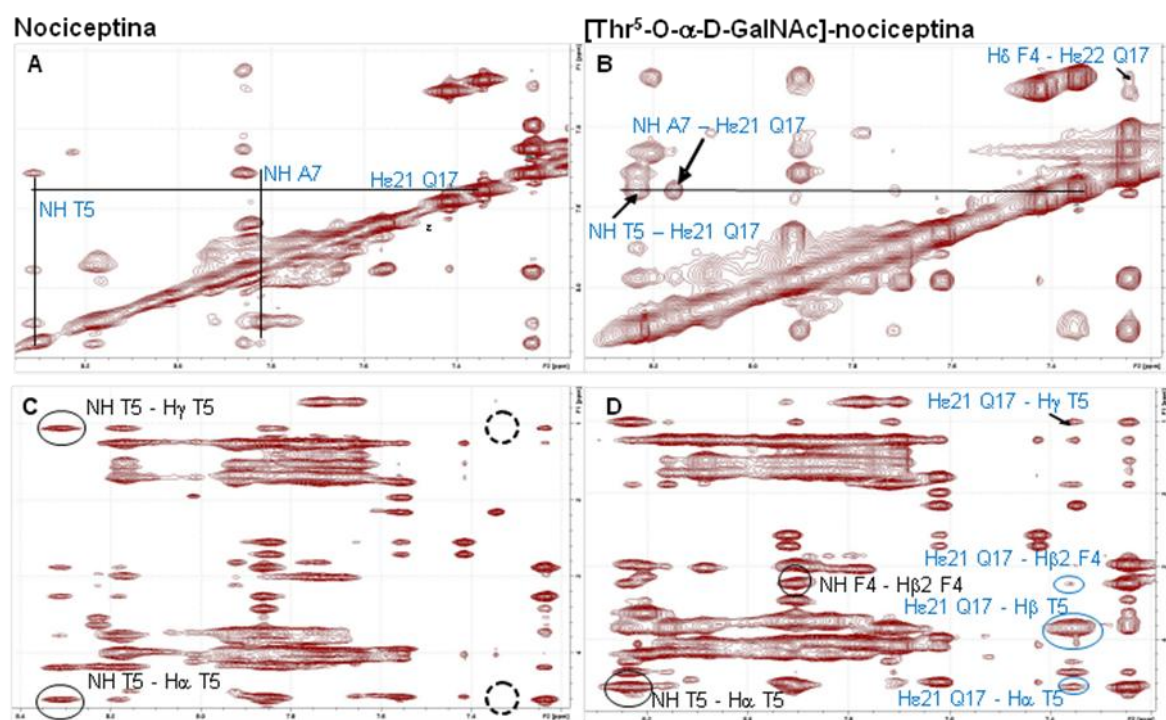 Nociceptina
[Thr⁵-O-α-D-GalNAc]-nociceptina
A
NH T5
NH A7
Hε21 Q17
z
B
Hδ F4 - Hε22 Q17
NH A7 – Hε21 Q17
NH T5 – Hε21 Q17
C
NH T5 - Hγ T5
NH T5 - Hα T5
D
Hε21 Q17 - Hγ T5
Hε21 Q17 - Hβ2 F4
NH F4 - Hβ2 F4
Hε21 Q17 - Hβ T5
NH T5 - Hα T5
Hε21 Q17 - Hα T5